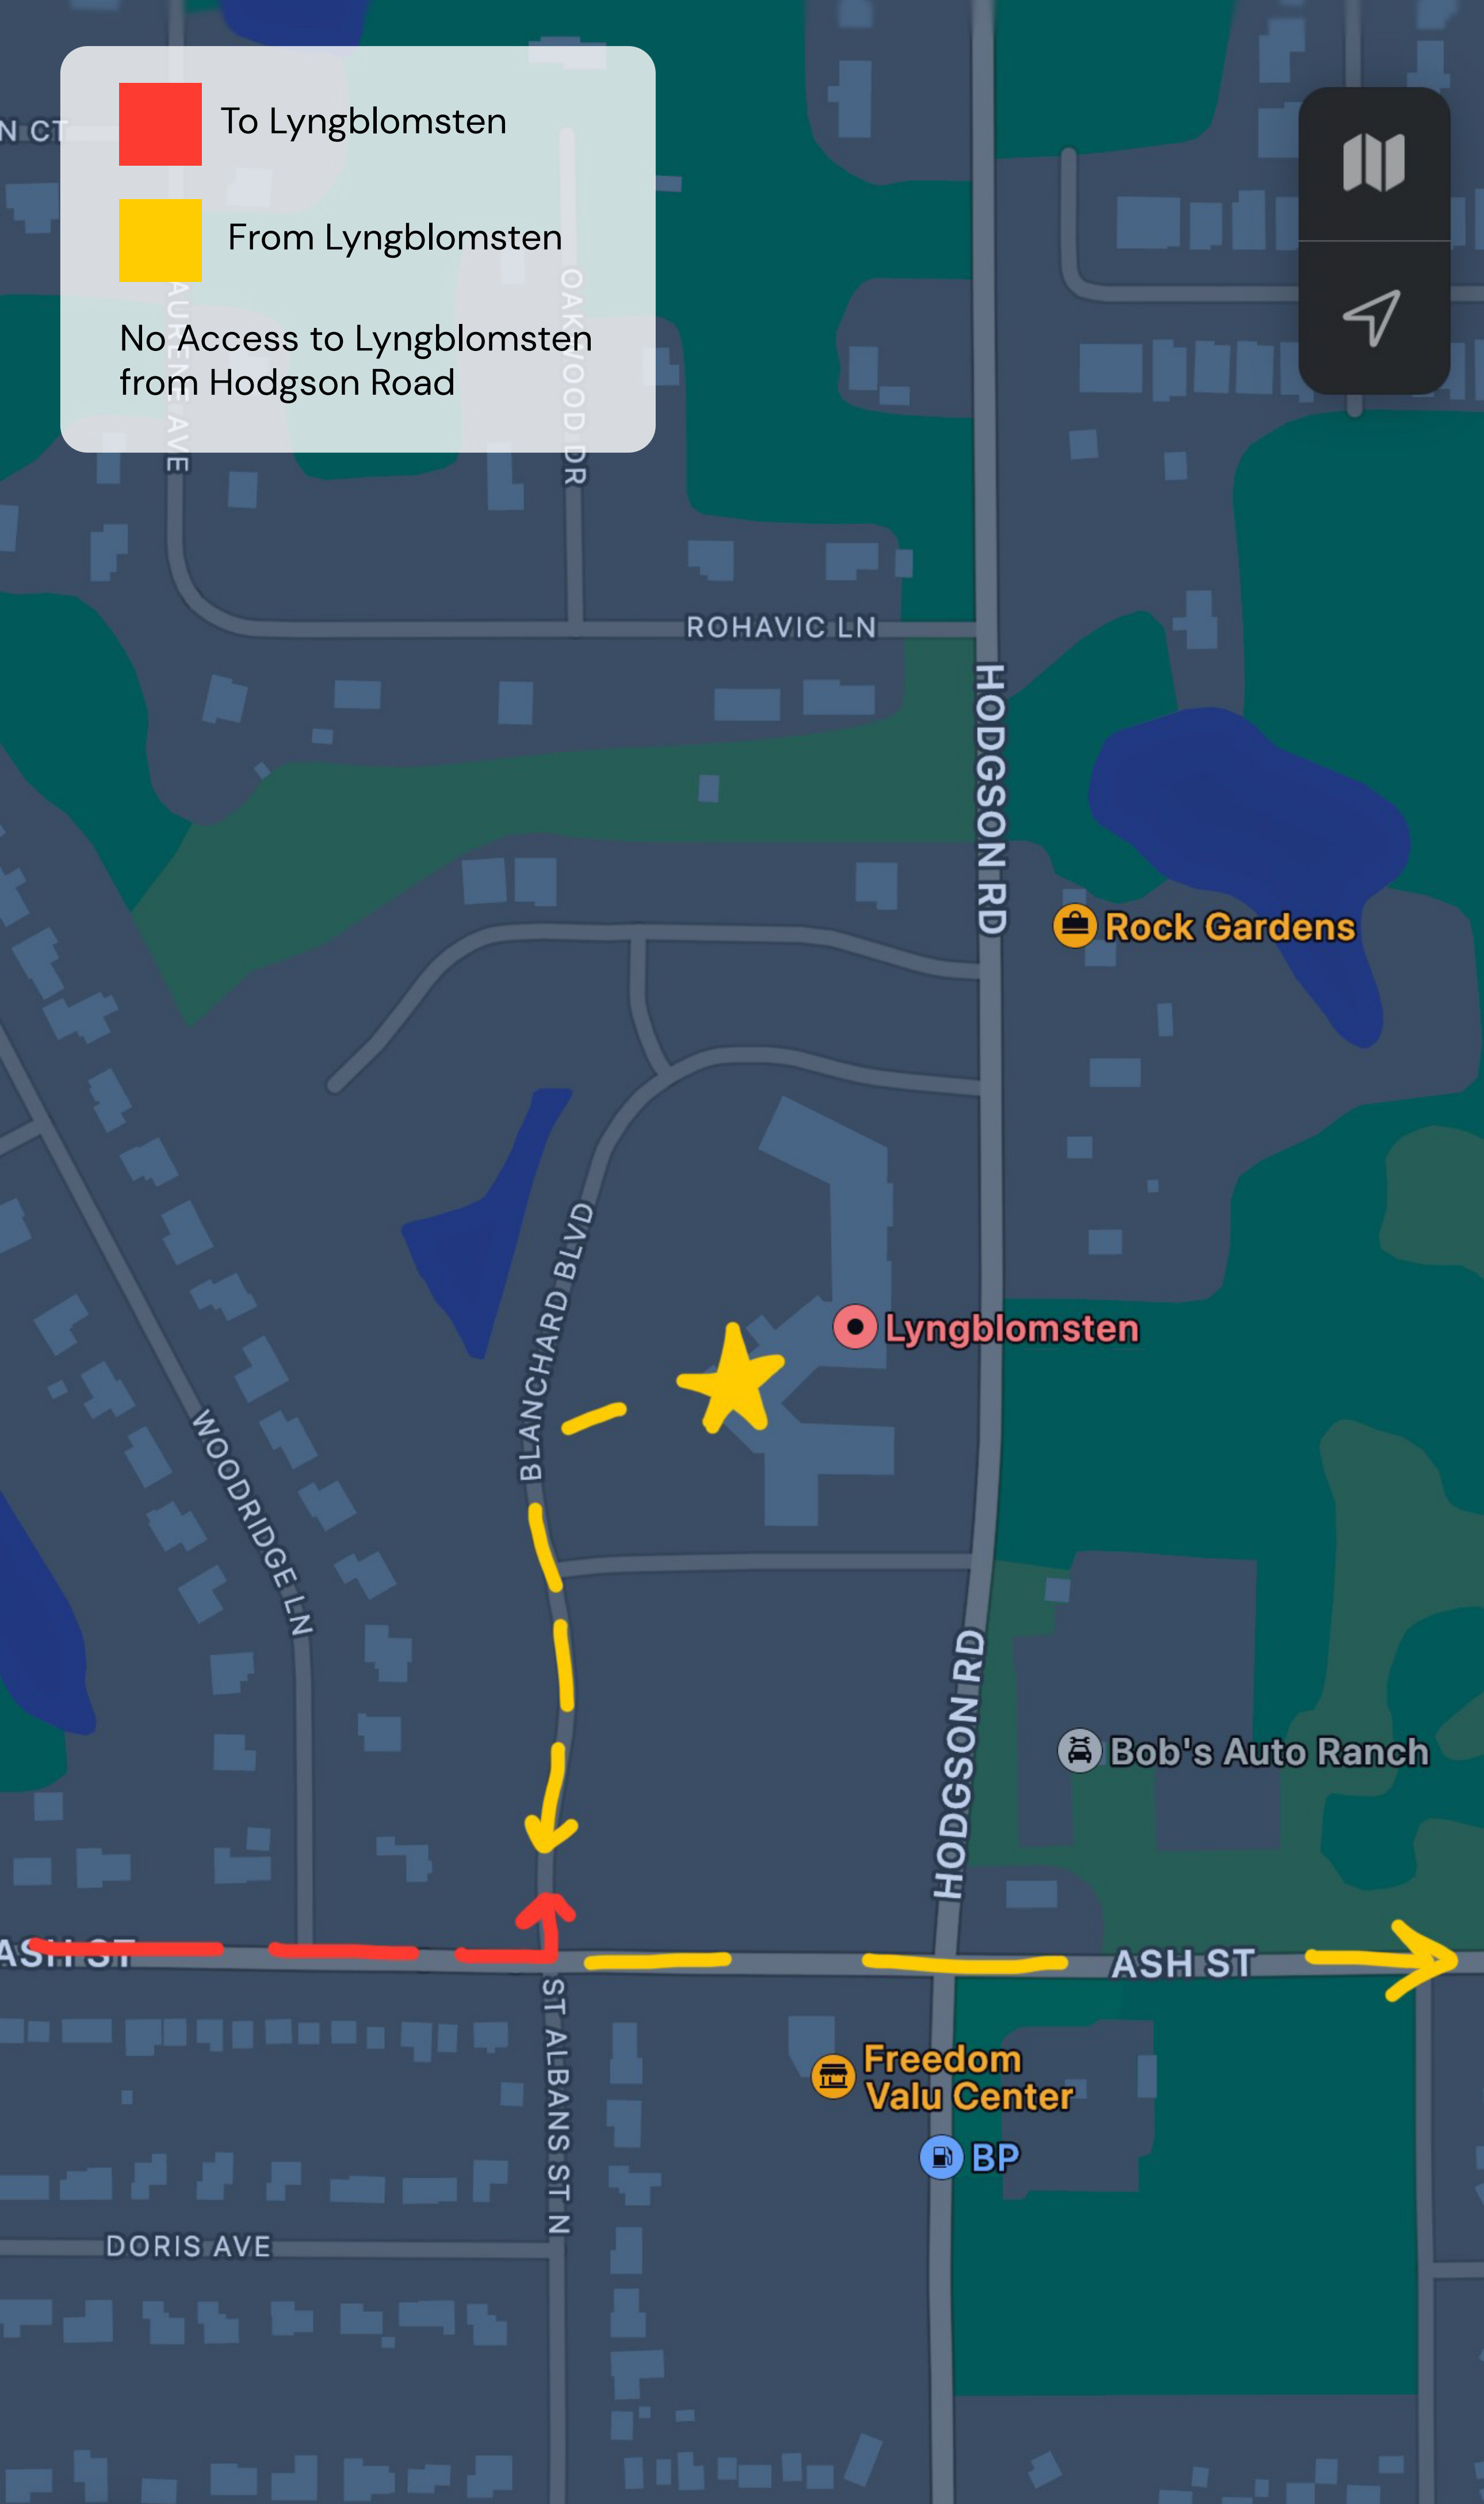 To Lyngblomsten
From Lyngblomsten
No Access to Lyngblomsten
from Hodgson Road
N CT
AURENE AVE
OAKWOOD DR
ROHAVIC LN
HODGSON RD
Rock Gardens
BLANCHARD BLVD
Lyngblomsten
WOODRIDGE LN
HODGSON RD
Bob's Auto Ranch
ASH ST
ASH ST
ST ALBANS ST N
Freedom
Valu Center
BP
DORIS AVE